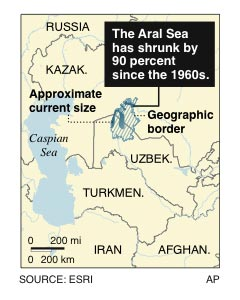 RUSSIA
The Aral Sea
has shrunk by
90 percent
since the 1960s.
KAZAK.
Approximate
current size
Geographic
border
Caspian
Sea
UZBEK.
TURKMEN.
0 200 mi
0 200 km
IRAN
AFGHAN.
SOURCE: ESRI
AP